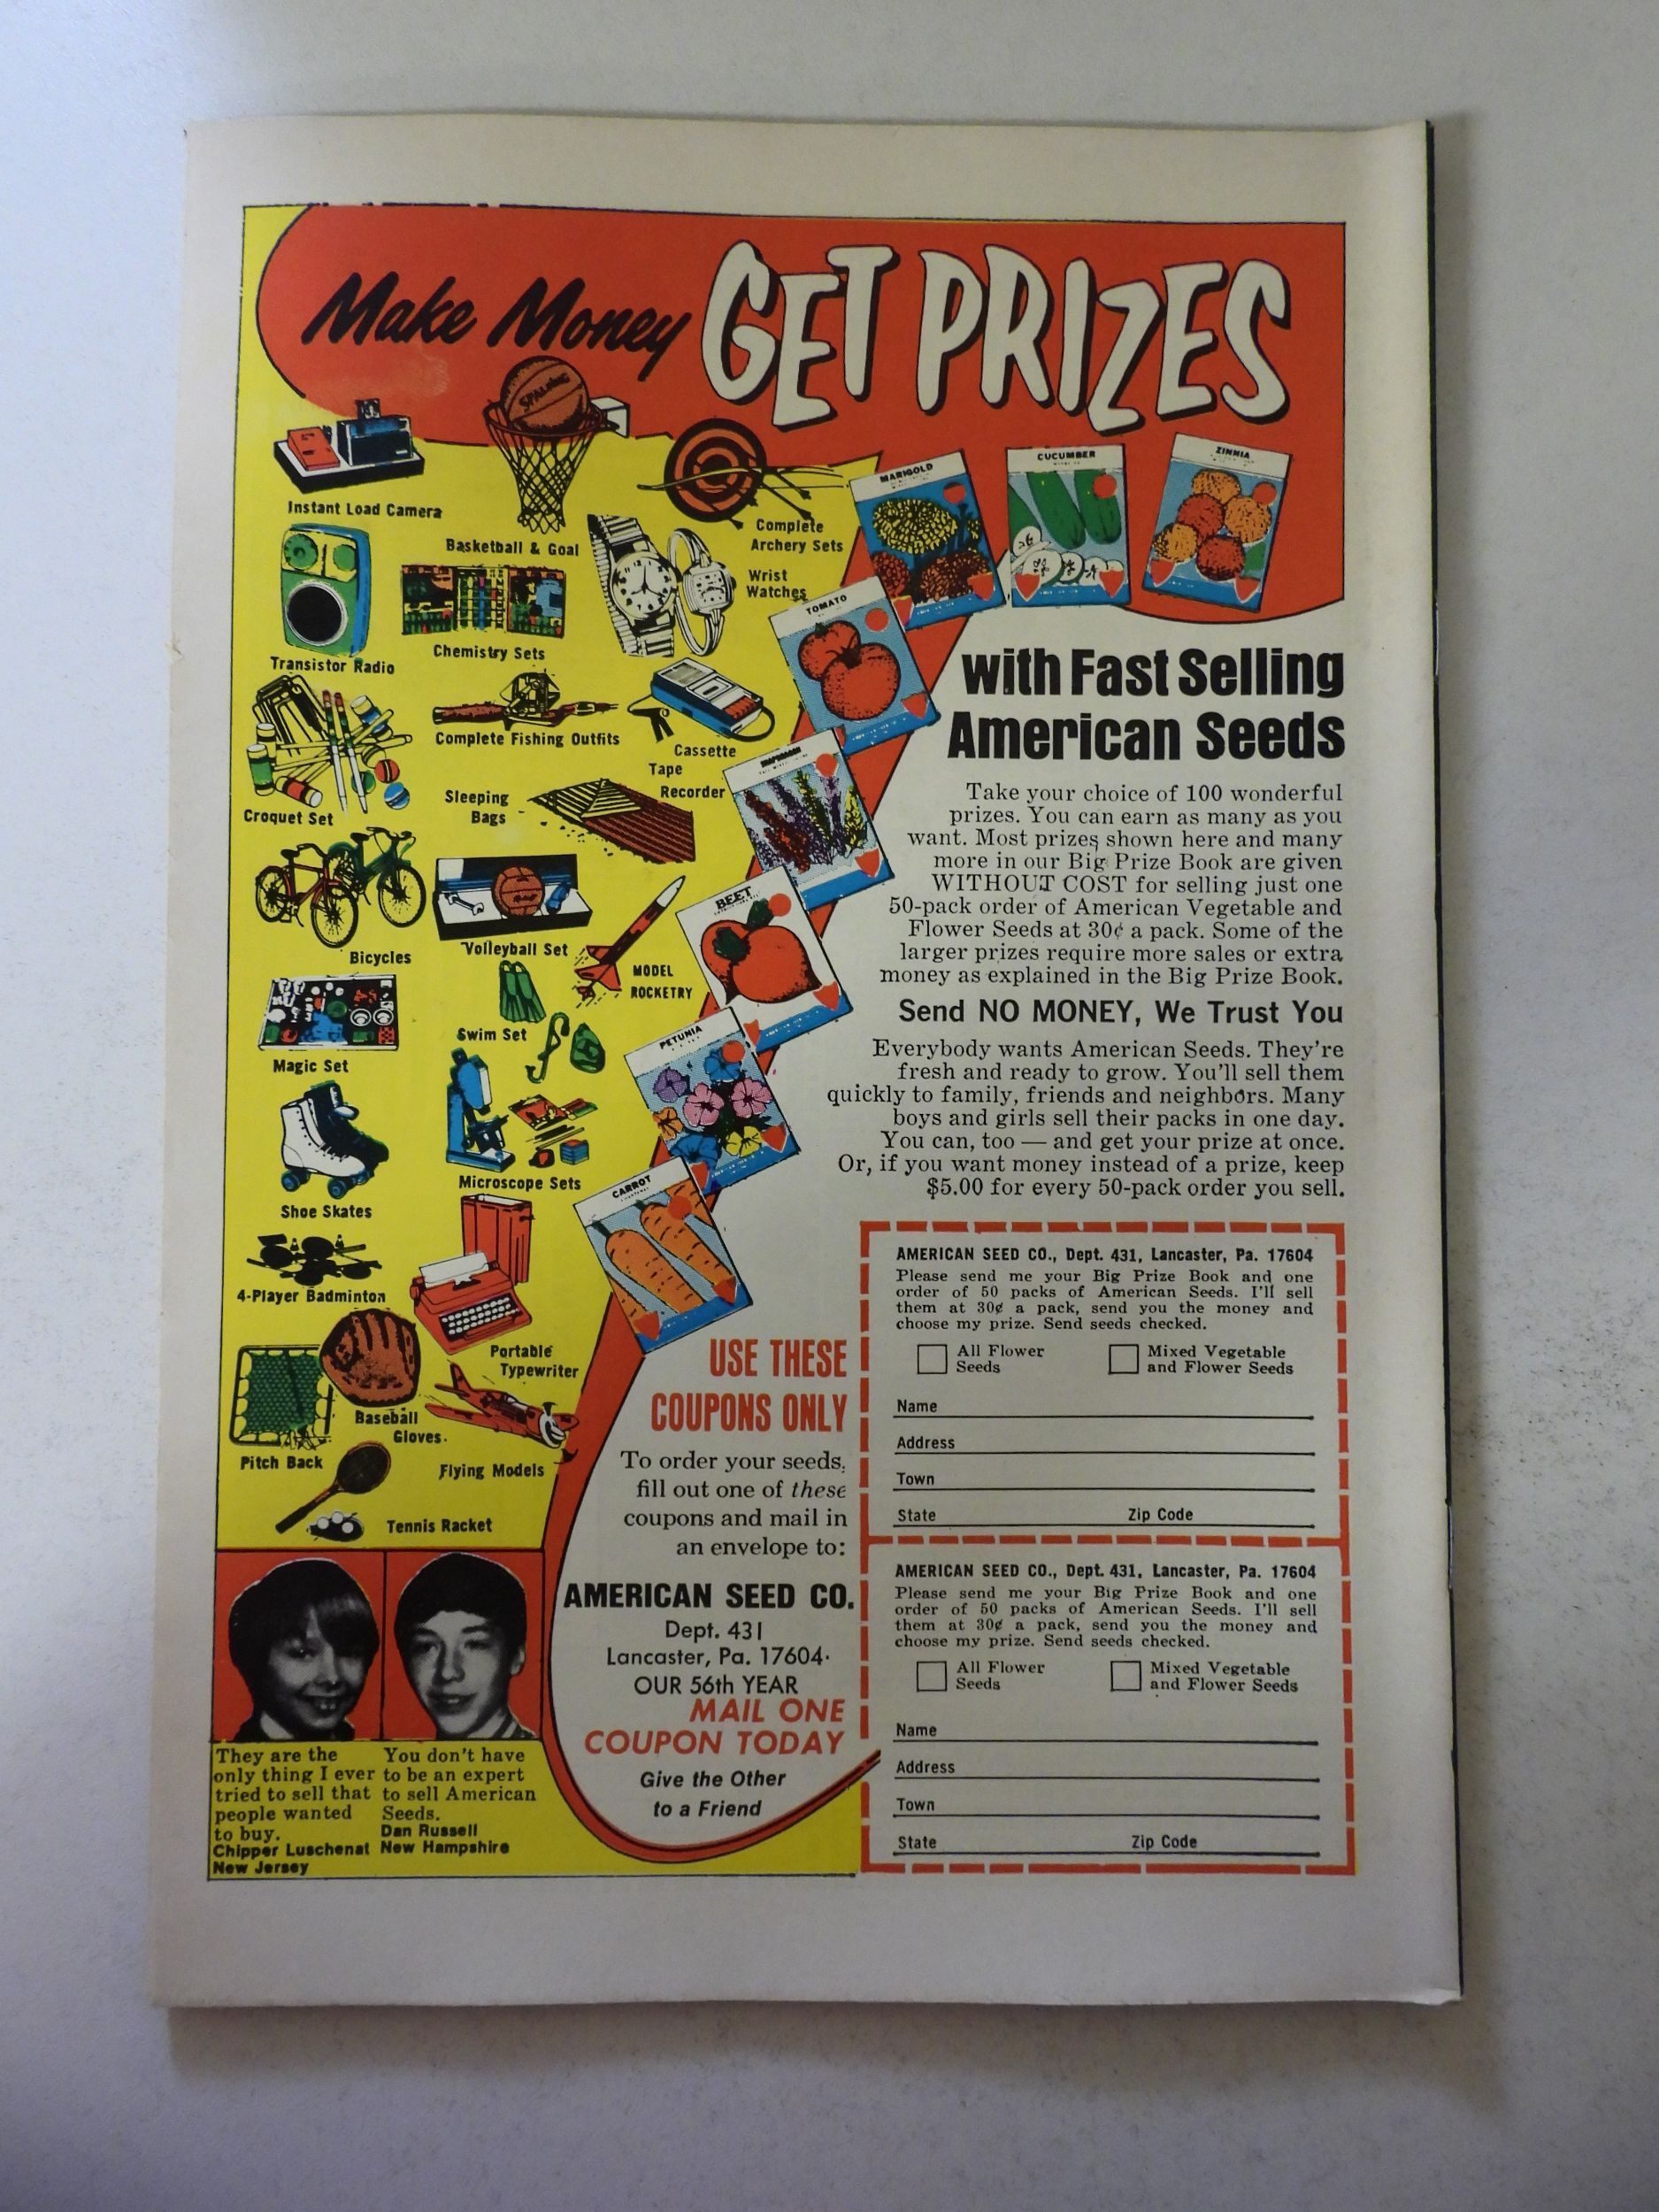 Make Money GET PRIZES
SPALDING
Instant Load Camera
Basketball & Goal
Complete
Archery Sets
Wrist
Watches
Transistor Radio
Chemistry Sets
Complete Fishing Outfits
Cassette
Tape
Recorder
Croquet Set
Sleeping
Bags
Bicycles
Volleyball Set
MODEL
ROCKETRY
Magic Set
Swim Set
Shoe Skates
Microscope Sets
4-Player Badminton
Portable
Typewriter
Baseball
Gloves.
Pitch Back
Flying Models
Tennis Racket
MARIGOLD
CUCUMBER
ZINNIA
TOMATO
BEET
PETUNIA
CARROT
with Fast Selling
American Seeds
Take your choice of 100 wonderful
prizes. You can earn as many as you
want. Most prizes shown here and many
more in our Big Prize Book are given
WITHOUT COST for selling just one
50-pack order of American Vegetable and
Flower Seeds at 30¢ a pack. Some of the
larger prizes require more sales or extra
money as explained in the Big Prize Book.
Send NO MONEY, We Trust You
Everybody wants American Seeds. They're
fresh and ready to grow. You'll sell them
quickly to family, friends and neighbors. Many
boys and girls sell their packs in one day.
You can, too — and get your prize at once.
Or, if you want money instead of a prize, keep
$5.00 for every 50-pack order you sell.
USE THESE
COUPONS ONLY
To order your seeds,
fill out one of these
coupons and mail in
an envelope to:
AMERICAN SEED CO.
Dept. 431
Lancaster, Pa. 17604
OUR 56th YEAR
MAIL ONE
COUPON TODAY
Give the Other
to a Friend
AMERICAN SEED CO., Dept. 431, Lancaster, Pa. 17604
Please send me your Big Prize Book and one
order of 50 packs of American Seeds. I'll sell
them at 30¢ a pack, send you the money and
choose my prize. Send seeds checked.
All Flower
Seeds
Mixed Vegetable
and Flower Seeds
Name
Address
Town
State Zip Code
AMERICAN SEED CO., Dept. 431, Lancaster, Pa. 17604
Please send me your Big Prize Book and one
order of 50 packs of American Seeds. I'll sell
them at 30¢ a pack, send you the money and
choose my prize. Send seeds checked.
All Flower
Seeds
Mixed Vegetable
and Flower Seeds
Name
Address
Town
State Zip Code
They are the
only thing I ever
tried to sell that
people wanted
to buy.
Chipper Luschenat
New Jersey
You don't have
to be an expert
to sell American
Seeds.
Dan Russell
New Hampshire